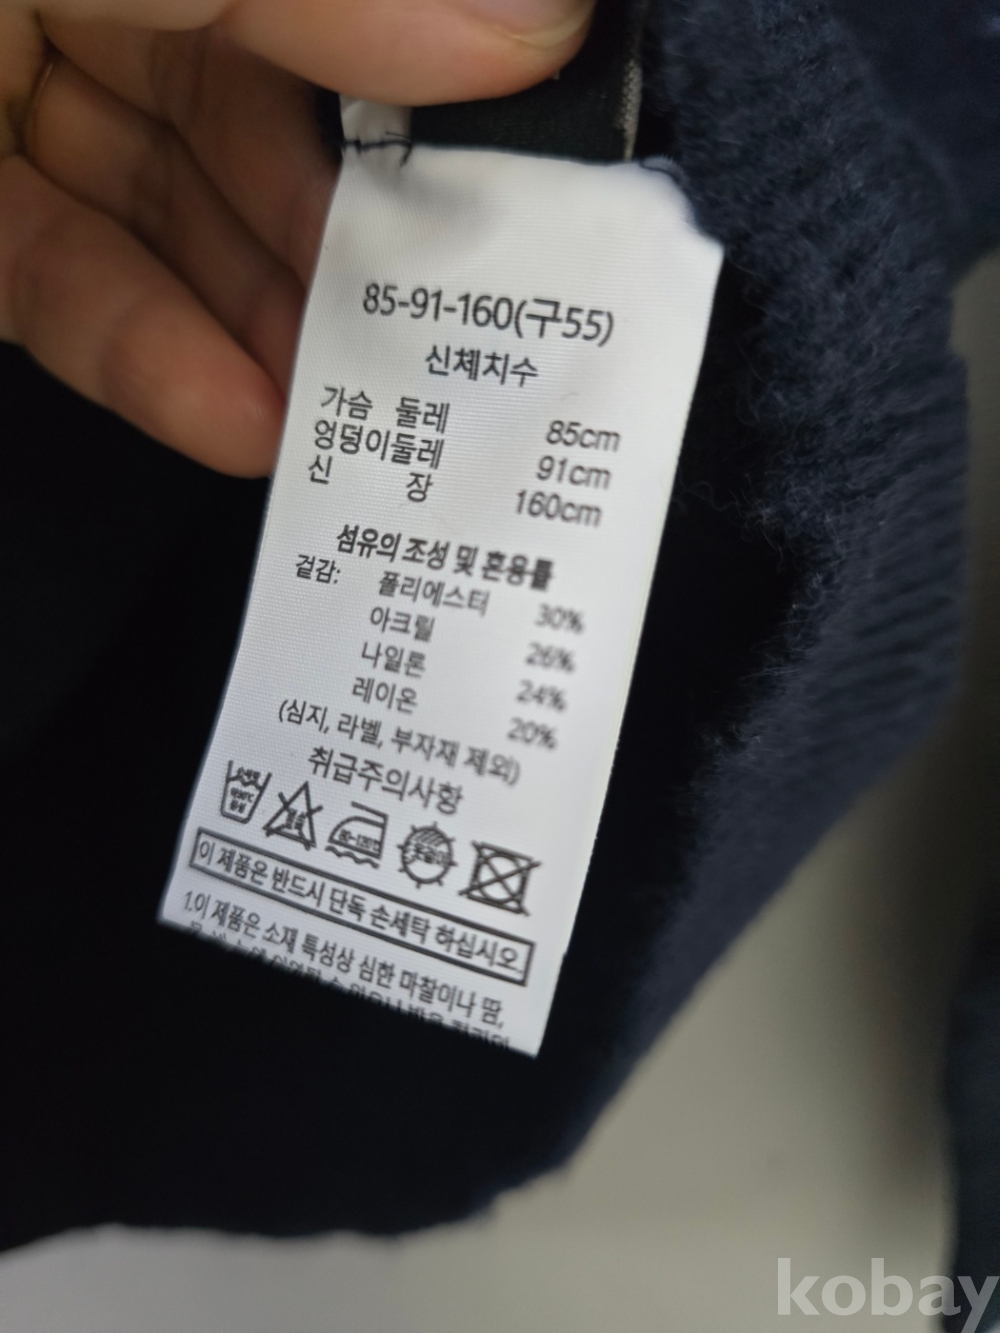 85-91-160(구55)
신체치수
가슴 둘레 85cm
엉덩이둘레 91cm
신 장 160cm
섬유의 조성 및 혼용률
겉감: 폴리에스터 30%
아크릴 26%
나일론 24%
레이온 20%
(심지, 라벨, 부자재 제외)
취급주의사항
이 제품은 반드시 단독 손세탁 하십시오
1.이 제품은 소재 특성상 심한 마찰이나 땀,
kobay